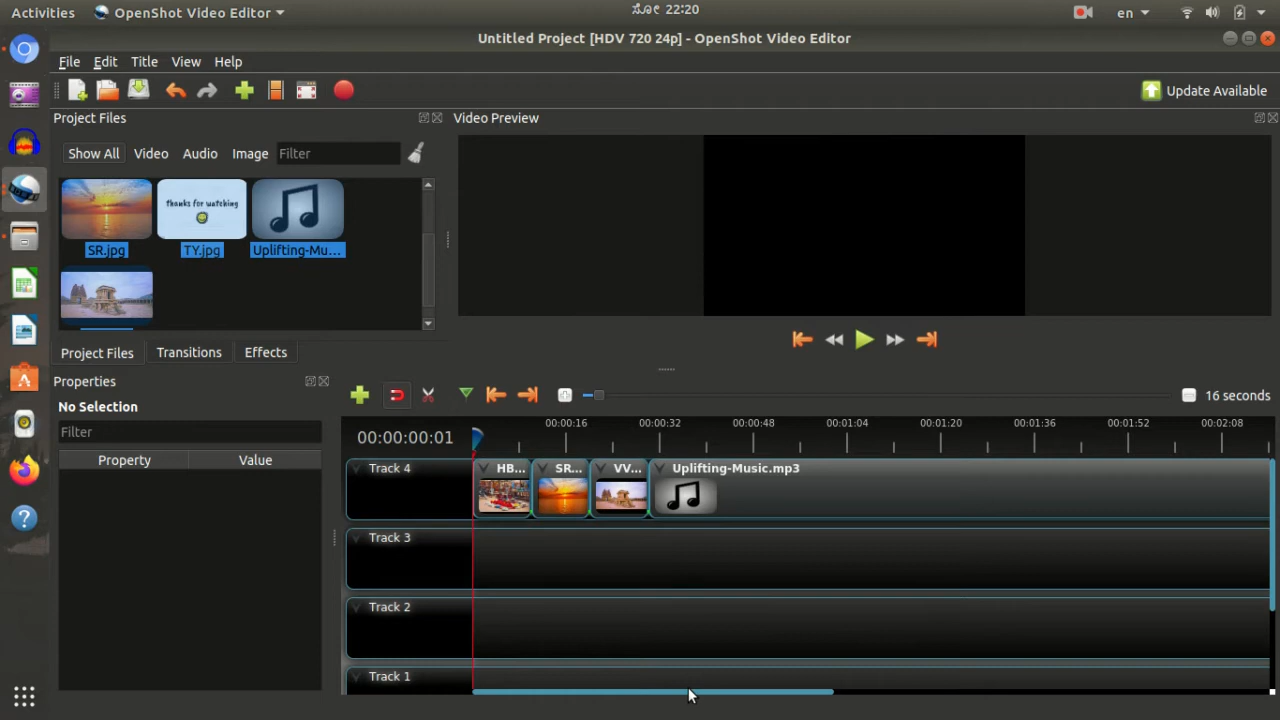 Activities OpenShot Video Editor ಸೋಮ 22:20 en
Untitled Project [HDV 720 24p] - OpenShot Video Editor
File Edit Title View Help
Update Available
Project Files
Video Preview
Show All Video Audio Image Filter
thanks for watching
SR.jpg TY.jpg Uplifting-Mu...
Project Files Transitions Effects
Properties
No Selection
16 seconds
Filter
00:00:00:01
00:00:16 00:00:32 00:00:48 00:01:04 00:01:20 00:01:36 00:01:52 00:02:08
Property Value
Track 4 HB... SR... VV... Uplifting-Music.mp3
Track 3
Track 2
Track 1